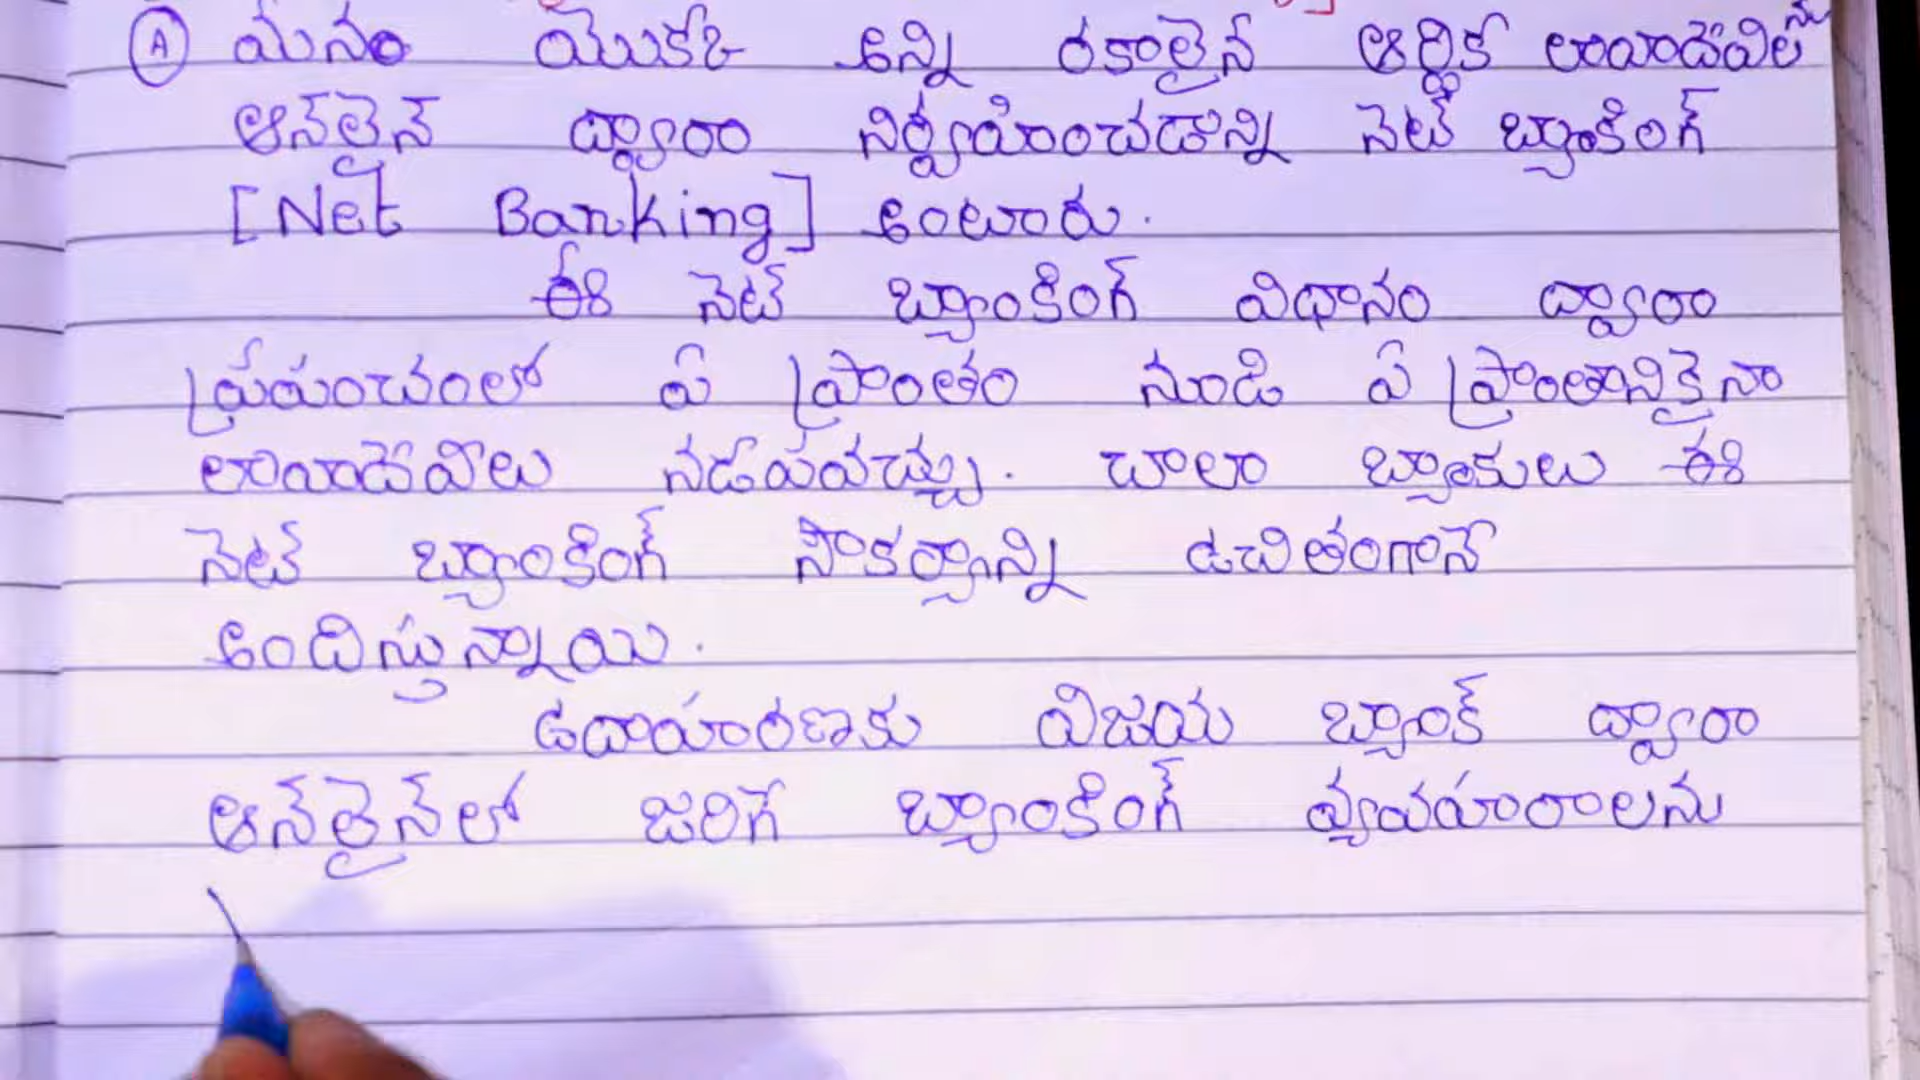 Ⓐ మనం యొక్క అన్ని రకాలైన ఆర్థిక లావాదేవీలను
ఆన్‌లైన్ ద్వారా నిర్వహించడాన్ని నెట్ బ్యాంకింగ్
[Net Banking] అంటారు.
ఈ నెట్ బ్యాంకింగ్ విధానం ద్వారా
ప్రపంచంలో ఏ ప్రాంతం నుండి ఏ ప్రాంతానికైనా
లావాదేవీలు నడపవచ్చు. చాలా బ్యాంకులు ఈ
నెట్ బ్యాంకింగ్ సౌకర్యాన్ని ఉచితంగానే
అందిస్తున్నాయి.
ఉదాహరణకు విజయ బ్యాంక్ ద్వారా
ఆన్‌లైన్‌లో జరిగే బ్యాంకింగ్ వ్యవహారాలను